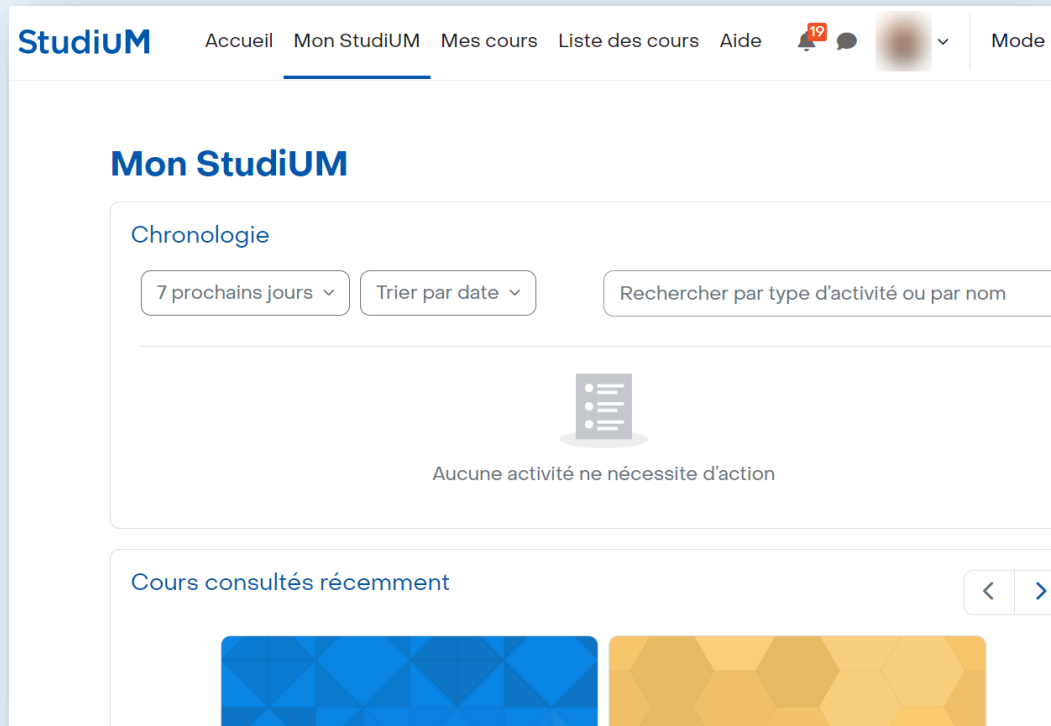 StudiUM
Accueil Mon StudiUM Mes cours Liste des cours Aide 19 Mode
Mon StudiUM
Chronologie
7 prochains jours Trier par date Rechercher par type d'activité ou par nom
Aucune activité ne nécessite d'action
Cours consultés récemment